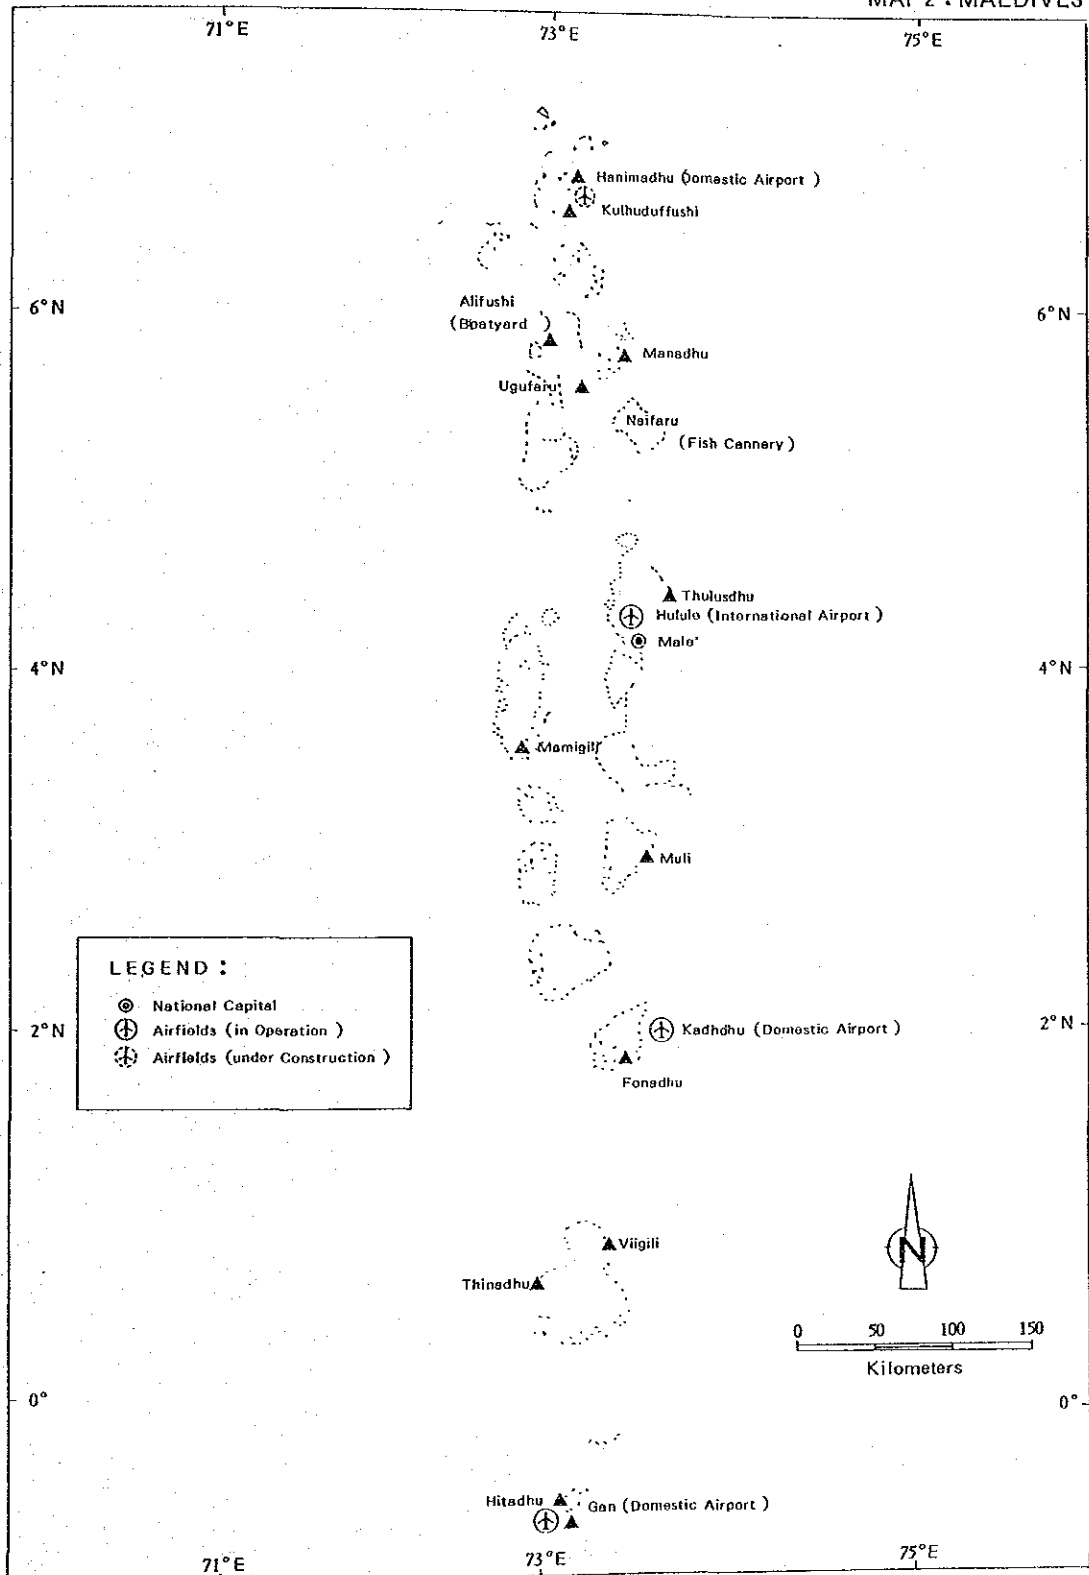 MAP 2 : MALDIVES
71°E 73°E 75°E
Hanimadhu (Domestic Airport )
Kulhuduffushi
6°N 6°N
Alifushi
(Boatyard )
Manadhu
Ugufaru
Naifaru
(Fish Cannery )
Thulusdhu
Hulule (International Airport )
Male'
4°N 4°N
Mamigili
Muli
LEGEND :
National Capital
Airfields (in Operation )
Airfields (under Construction )
2°N 2°N
Kadhdhu (Domestic Airport )
Fonadhu
Viigili
Thinadhu
N
0 50 100 150
Kilometers
0° 0°
Hitadhu
Gan (Domestic Airport )
71°E 73°E 75°E